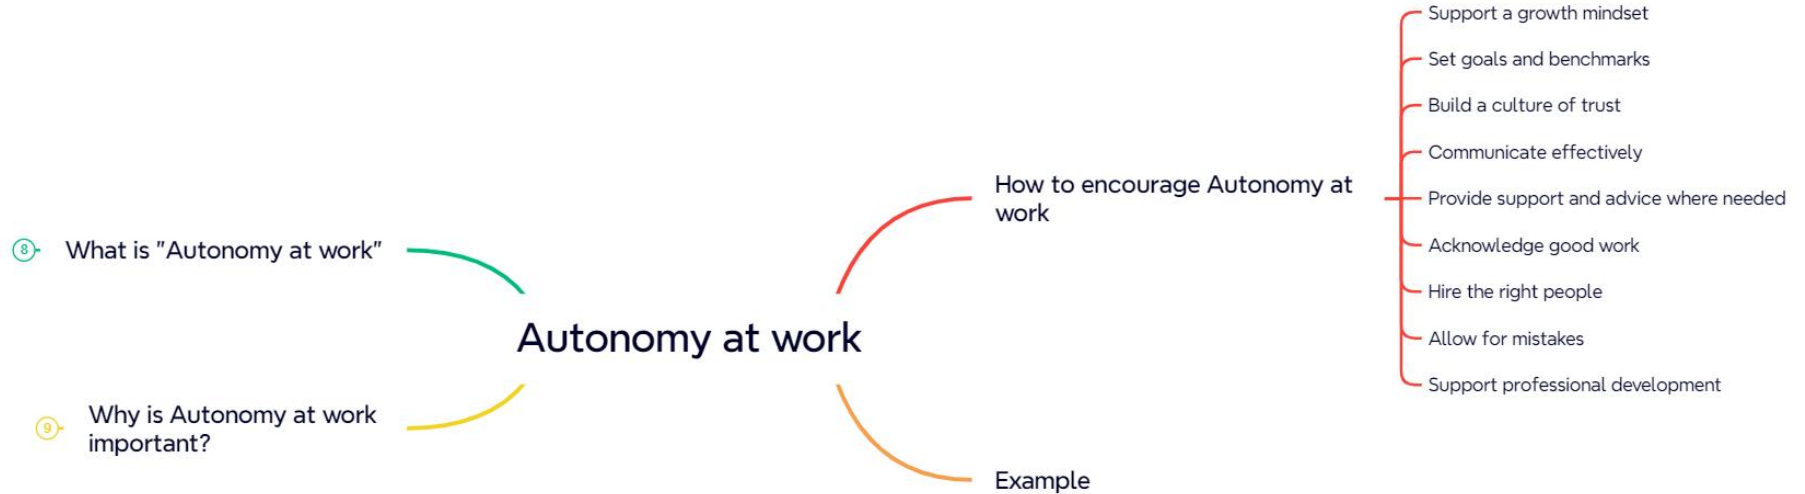 Support a growth mindset
Set goals and benchmarks
Build a culture of trust
Communicate effectively
How to encourage Autonomy at
work
Provide support and advice where needed
Acknowledge good work
Hire the right people
Allow for mistakes
Support professional development
8
What is "Autonomy at work"
Autonomy at work
9
Why is Autonomy at work
important?
Example